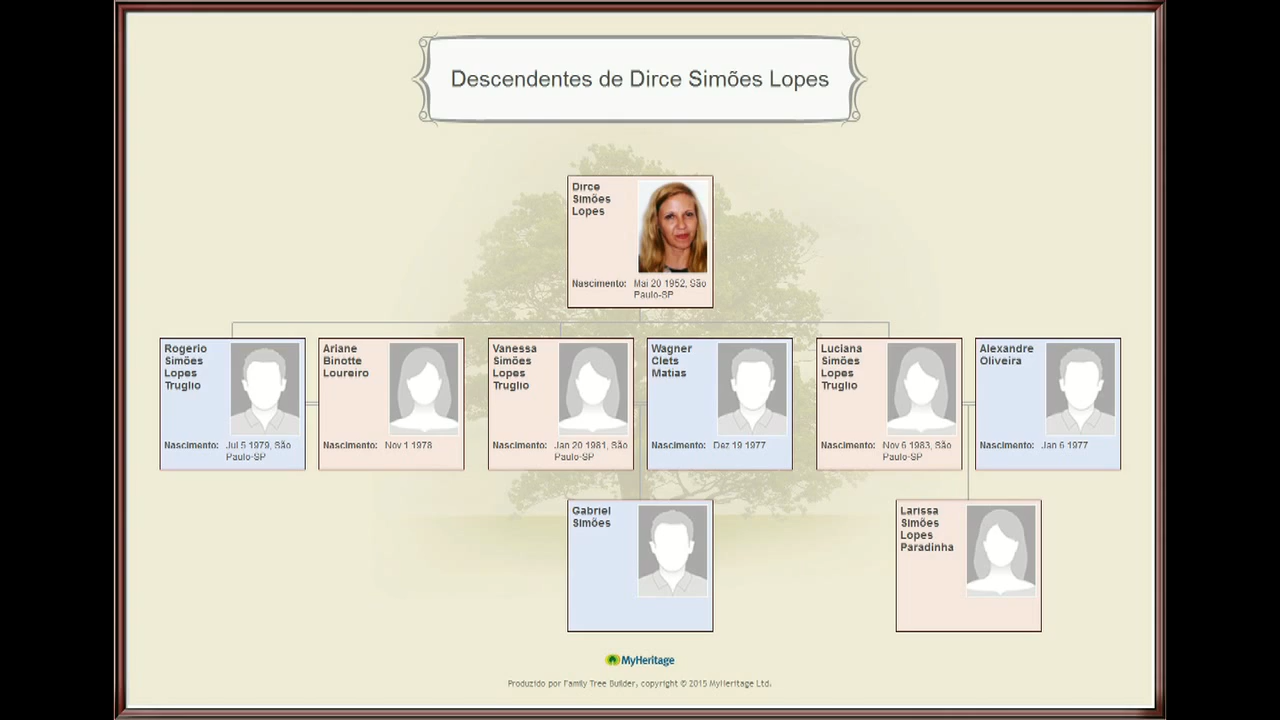 Descendentes de Dirce Simões Lopes
Dirce
Simões
Lopes
Nascimento: Mai 20 1952, São
Paulo-SP
Rogerio
Simões
Lopes
Truglio
Nascimento: Jul 5 1979, São
Paulo-SP
Ariane
Binotte
Loureiro
Nascimento: Nov 1 1978
Vanessa
Simões
Lopes
Truglio
Nascimento: Jan 20 1981, São
Paulo-SP
Wagner
Clets
Matias
Nascimento: Dez 19 1977
Luciana
Simões
Lopes
Truglio
Nascimento: Nov 6 1983, São
Paulo-SP
Alexandre
Oliveira
Nascimento: Jan 6 1977
Gabriel
Simões
Larissa
Simões
Lopes
Paradinha
MyHeritage
Produzido por Family Tree Builder, copyright © 2015 MyHeritage Ltd.